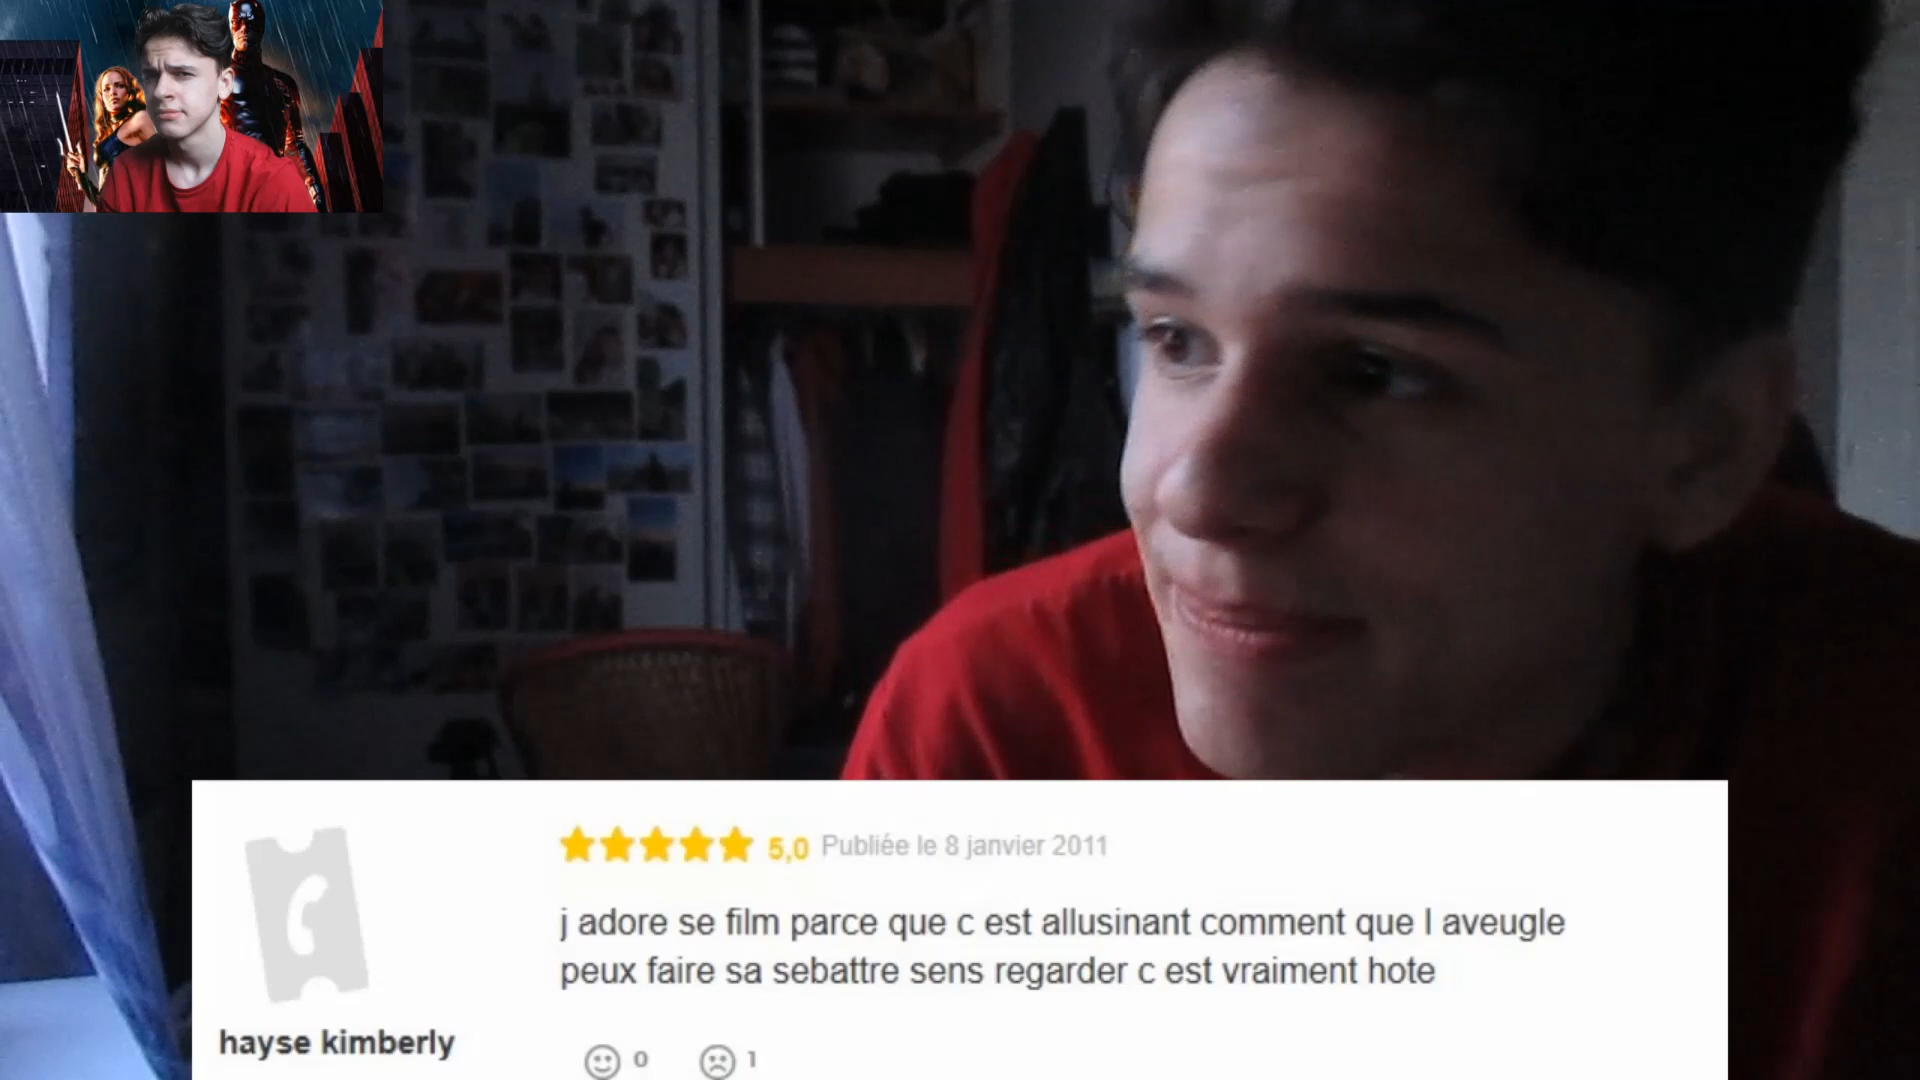 5,0 Publiée le 8 janvier 2011
j adore se film parce que c est allusinant comment que l aveugle
peux faire sa sebattre sens regarder c est vraiment hote
hayse kimberly
0 1